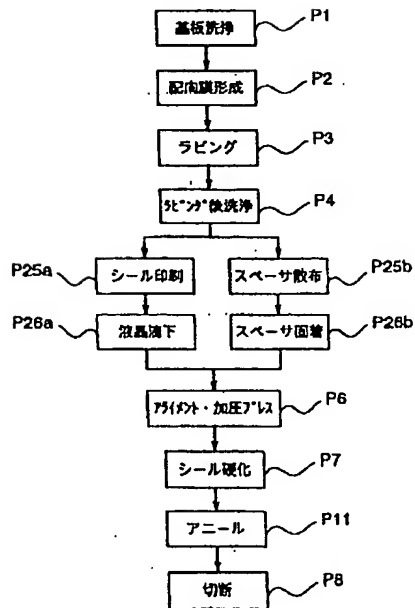 基板洗浄 P1
配向膜形成 P2
ラビング P3
ラビング後洗浄 P4
P25a シール印刷 スペーサ散布 P25b
P26a 液晶滴下 スペーサ固着 P26b
アライメント・加圧プレス P6
シール硬化 P7
アニール P11
切断 P8